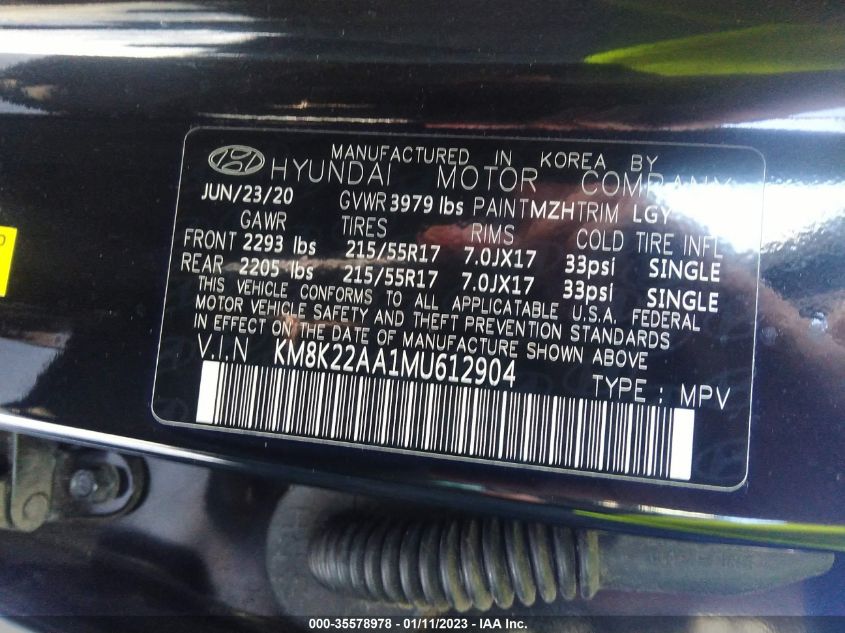 MANUFACTURED IN KOREA BY
HYUNDAI MOTOR COMPANY
JUN/23/20 GVWR 3979 lbs PAINT MZH TRIM LGY
GAWR TIRES RIMS COLD TIRE INFL
FRONT 2293 lbs 215/55R17 7.0JX17 33psi SINGLE
REAR 2205 lbs 215/55R17 7.0JX17 33psi SINGLE
THIS VEHICLE CONFORMS TO ALL APPLICATABLE U.S.A. FEDERAL
MOTOR VEHICLE SAFETY AND THEFT PREVENTION STANDARDS
IN EFFECT ON THE DATE OF MANUFACTURE SHOWN ABOVE.
V.I.N KM8K22AA1MU612904
TYPE : MPV
000-35578978 - 01/11/2023 - IAA Inc.